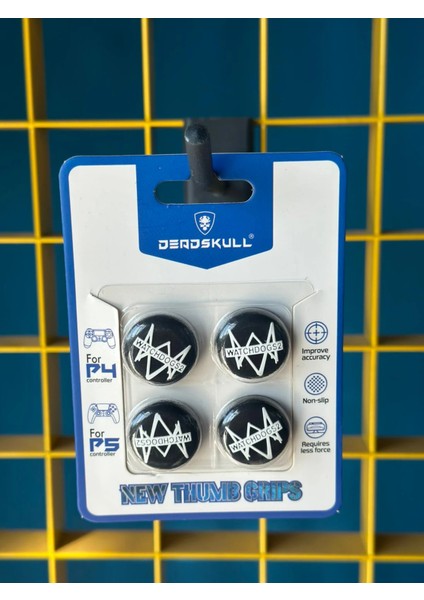 DEADSKULL®
WATCHDOGS2
WATCHDOGS2
For
P4
controller
Improve
accuracy
Non-slip
WATCHDOGS2
WATCHDOGS2
For
P5
controller
Requires
less force
NEW THUMB GRIPS